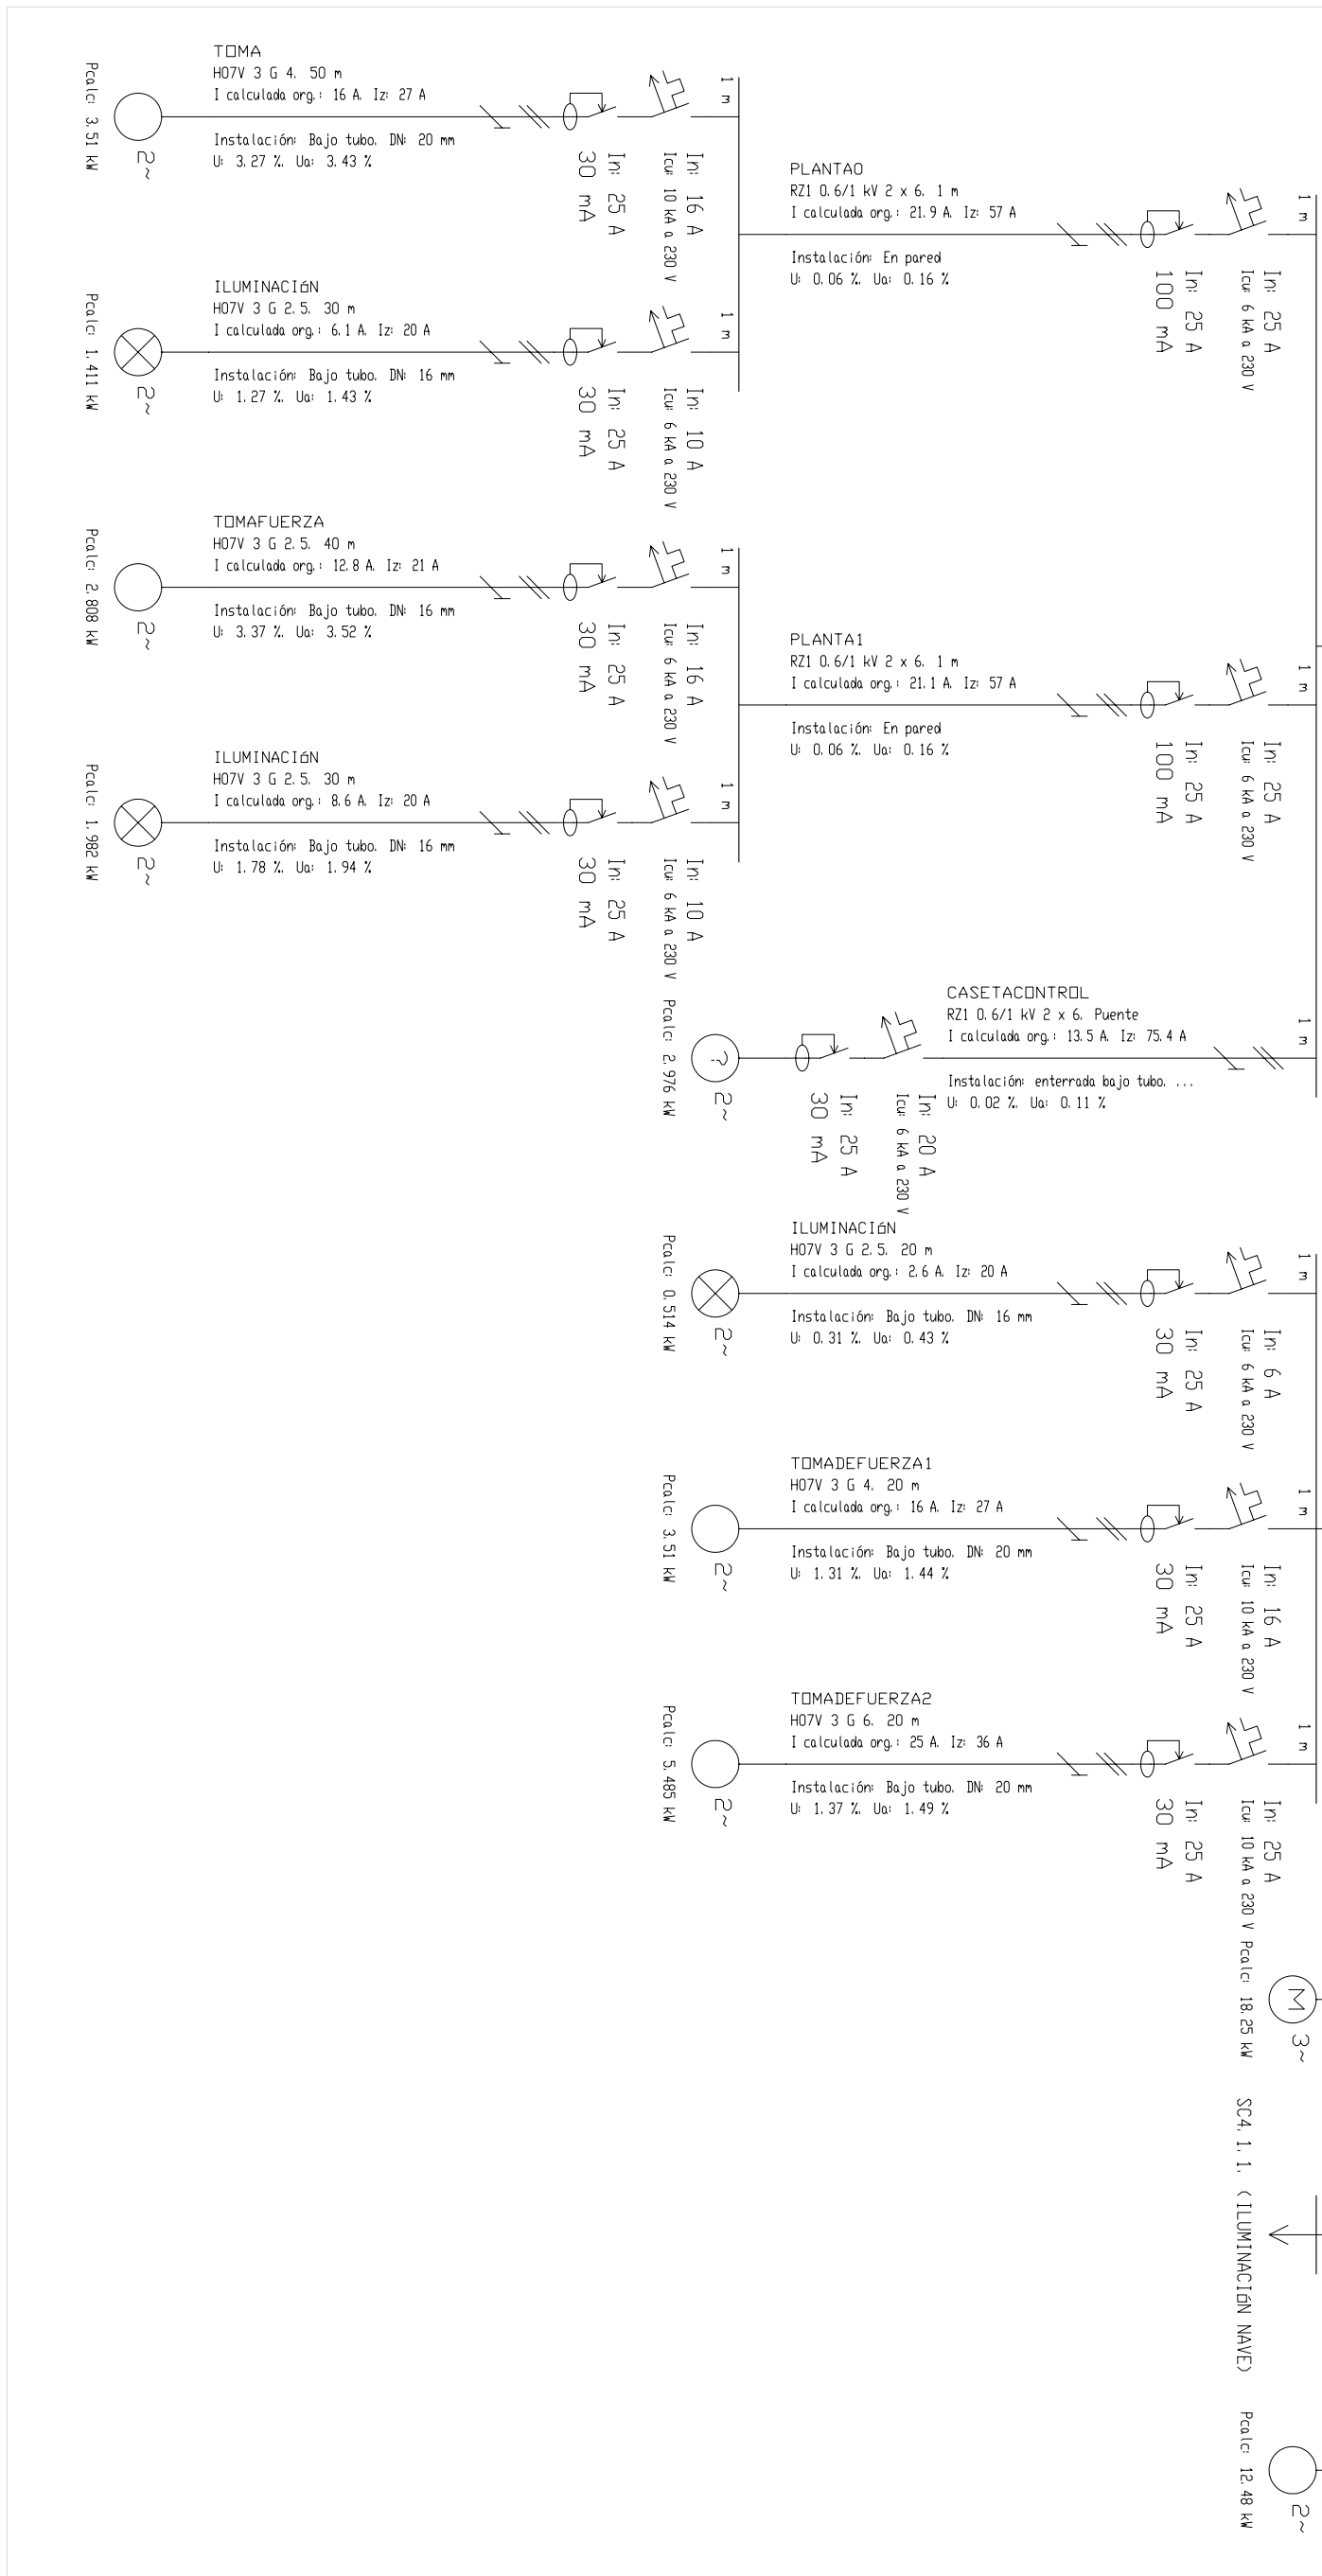 TOMA
H07V 3 G 4. 50 m
I calculada org.: 16 A. Iz: 27 A
Instalación: Bajo tubo. DN: 20 mm
U: 3.27 %. Ua: 3.43 %
Pcalc: 3.51 kW
2~
1 m
In: 16 A
Icu: 10 kA a 230 V
In: 25 A
30 mA
PLANTA0
RZ1 0.6/1 kV 2 x 6. 1 m
I calculada org.: 21.9 A. Iz: 57 A
Instalación: En pared
U: 0.06 %. Ua: 0.16 %
1 m
In: 25 A
Icu: 6 kA a 230 V
In: 25 A
100 mA
ILUMINACIóN
H07V 3 G 2.5. 30 m
I calculada org.: 6.1 A. Iz: 20 A
Instalación: Bajo tubo. DN: 16 mm
U: 1.27 %. Ua: 1.43 %
Pcalc: 1.411 kW
2~
1 m
In: 10 A
Icu: 6 kA a 230 V
In: 25 A
30 mA
TOMAFUERZA
H07V 3 G 2.5. 40 m
I calculada org.: 12.8 A. Iz: 21 A
Instalación: Bajo tubo. DN: 16 mm
U: 3.37 %. Ua: 3.52 %
Pcalc: 2.808 kW
2~
1 m
In: 16 A
Icu: 6 kA a 230 V
In: 25 A
30 mA
PLANTA1
RZ1 0.6/1 kV 2 x 6. 1 m
I calculada org.: 21.1 A. Iz: 57 A
Instalación: En pared
U: 0.06 %. Ua: 0.16 %
1 m
In: 25 A
Icu: 6 kA a 230 V
In: 25 A
100 mA
ILUMINACIóN
H07V 3 G 2.5. 30 m
I calculada org.: 8.6 A. Iz: 20 A
Instalación: Bajo tubo. DN: 16 mm
U: 1.78 %. Ua: 1.94 %
Pcalc: 1.982 kW
2~
1 m
In: 10 A
Icu: 6 kA a 230 V
In: 25 A
30 mA
CASETACONTROL
RZ1 0.6/1 kV 2 x 6. Puente
I calculada org.: 13.5 A. Iz: 75.4 A
Instalación: enterrada bajo tubo. ...
U: 0.02 %. Ua: 0.11 %
Pcalc: 2.976 kW
?
2~
1 m
In: 20 A
Icu: 6 kA a 230 V
In: 25 A
30 mA
ILUMINACIóN
H07V 3 G 2.5. 20 m
I calculada org.: 2.6 A. Iz: 20 A
Instalación: Bajo tubo. DN: 16 mm
U: 0.31 %. Ua: 0.43 %
Pcalc: 0.514 kW
2~
1 m
In: 6 A
Icu: 6 kA a 230 V
In: 25 A
30 mA
TOMADEFUERZA1
H07V 3 G 4. 20 m
I calculada org.: 16 A. Iz: 27 A
Instalación: Bajo tubo. DN: 20 mm
U: 1.31 %. Ua: 1.44 %
Pcalc: 3.51 kW
2~
1 m
In: 16 A
Icu: 10 kA a 230 V
In: 25 A
30 mA
TOMADEFUERZA2
H07V 3 G 6. 20 m
I calculada org.: 25 A. Iz: 36 A
Instalación: Bajo tubo. DN: 20 mm
U: 1.37 %. Ua: 1.49 %
Pcalc: 5.485 kW
2~
1 m
In: 25 A
Icu: 10 kA a 230 V
In: 25 A
30 mA
Pcalc: 18.25 kW
M
3~
SC4. 1. 1. (ILUMINACIóN NAVE)
Pcalc: 12.48 kW
2~